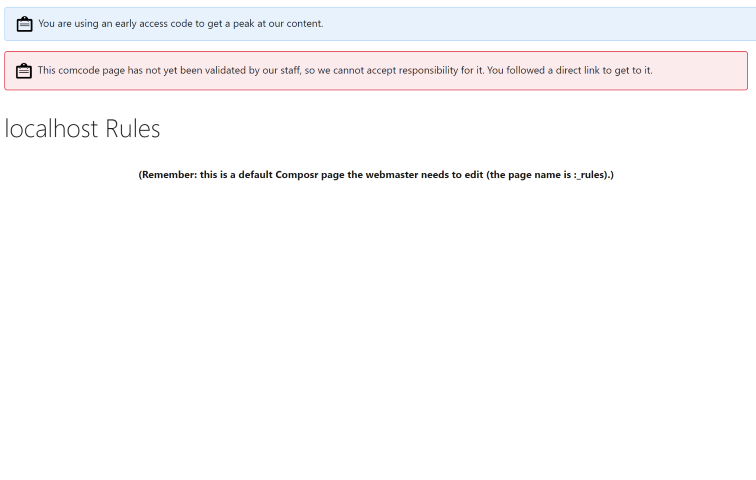 You are using an early access code to get a peak at our content.
This comcode page has not yet been validated by our staff, so we cannot accept responsibility for it. You followed a direct link to get to it.
localhost Rules
(Remember: this is a default Composr page the webmaster needs to edit (the page name is :_rules).)